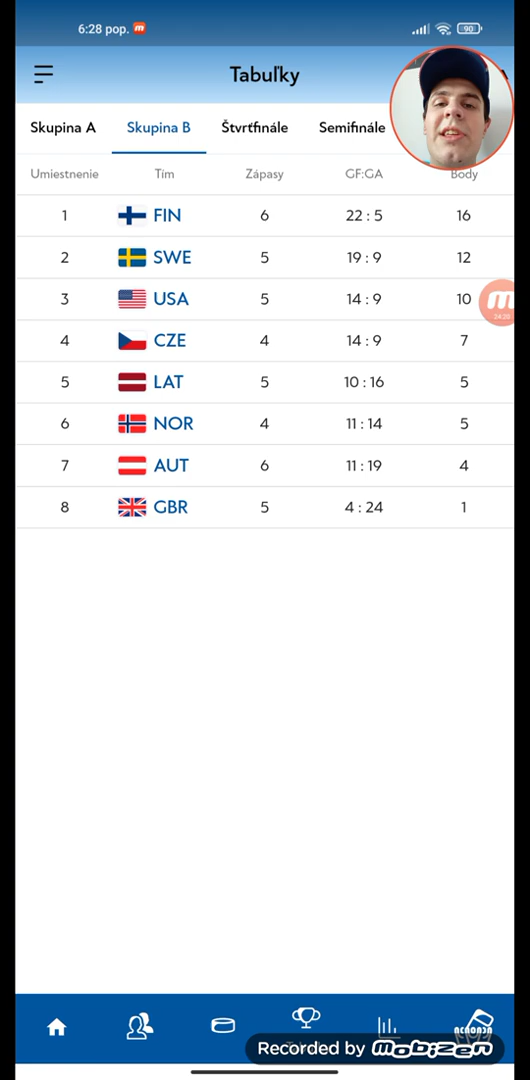 6:28 pop. m 90
Tabuľky
Skupina A Skupina B Štvrťfinále Semifinále
Umiestnenie Tím Zápasy GF:GA Body
1 FIN 6 22 : 5 16
2 SWE 5 19 : 9 12
3 USA 5 14 : 9 10
4 CZE 4 14 : 9 7
5 LAT 5 10 : 16 5
6 NOR 4 11 : 14 5
7 AUT 6 11 : 19 4
8 GBR 5 4 : 24 1
m
24:20
Recorded by mobizen